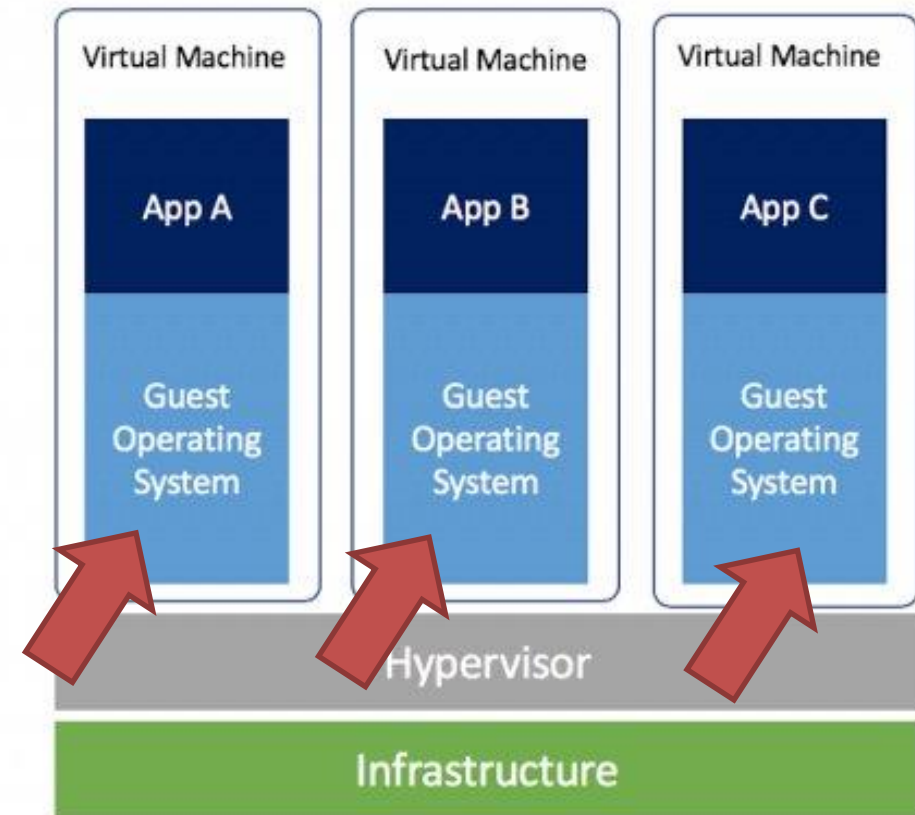 Virtual Machine
App A
Guest
Operating
System
Virtual Machine
App B
Guest
Operating
System
Virtual Machine
App C
Guest
Operating
System
Hypervisor
Infrastructure